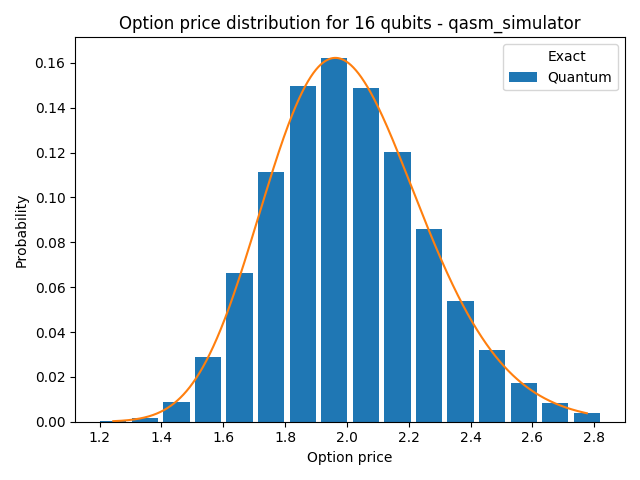 Option price distribution for 16 qubits - qasm_simulator
Exact
Quantum
Probability
0.16
0.14
0.12
0.10
0.08
0.06
0.04
0.02
0.00
1.2 1.4 1.6 1.8 2.0 2.2 2.4 2.6 2.8
Option price